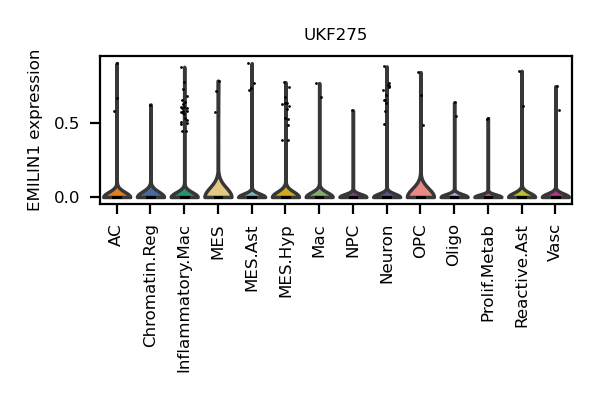 UKF275
EMILIN1 expression
0.5
0.0
AC
Chromatin.Reg
Inflammatory.Mac
MES
MES.Ast
MES.Hyp
Mac
NPC
Neuron
OPC
Oligo
Prolif.Metab
Reactive.Ast
Vasc